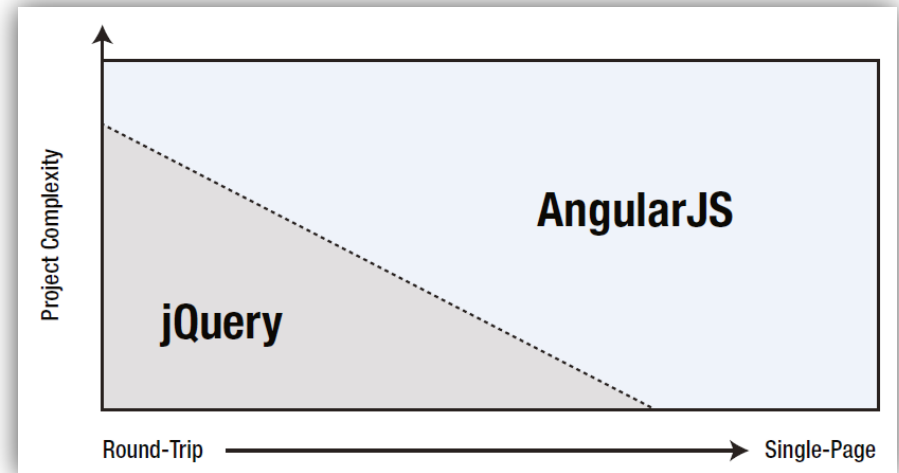 Project Complexity
AngularJS
jQuery
Round-Trip
Single-Page